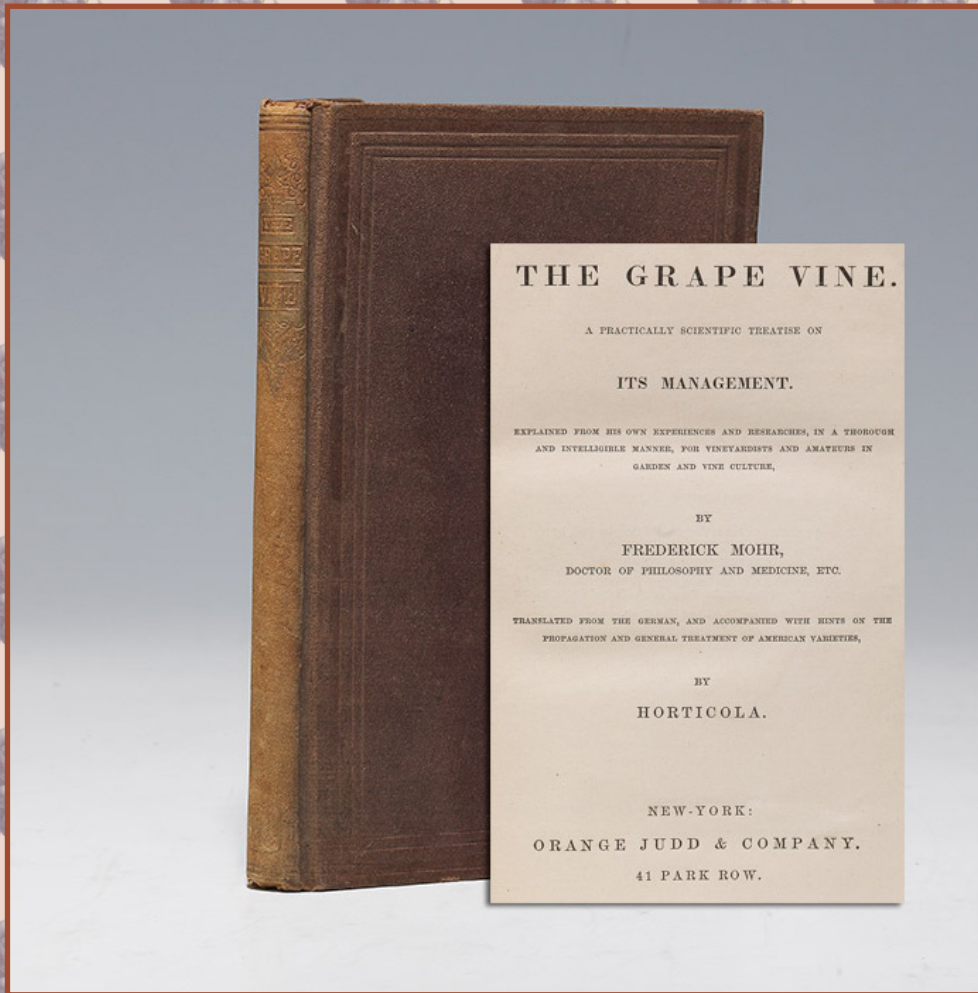 THE
GRAPE
VINE
THE GRAPE VINE.
A PRACTICALLY SCIENTIFIC TREATISE ON
ITS MANAGEMENT.
EXPLAINED FROM HIS OWN EXPERIENCES AND RESEARCHES, IN A THOROUGH
AND INTELLIGIBLE MANNER, FOR VINEYARDISTS AND AMATEURS IN
GARDEN AND VINE CULTURE,
BY
FREDERICK MOHR,
DOCTOR OF PHILOSOPHY AND MEDICINE, ETC.
TRANSLATED FROM THE GERMAN, AND ACCOMPANIED WITH HINTS ON THE
PROPAGATION AND GENERAL TREATMENT OF AMERICAN VARIETIES,
BY
HORTICOLA.
NEW-YORK:
ORANGE JUDD & COMPANY.
41 PARK ROW.